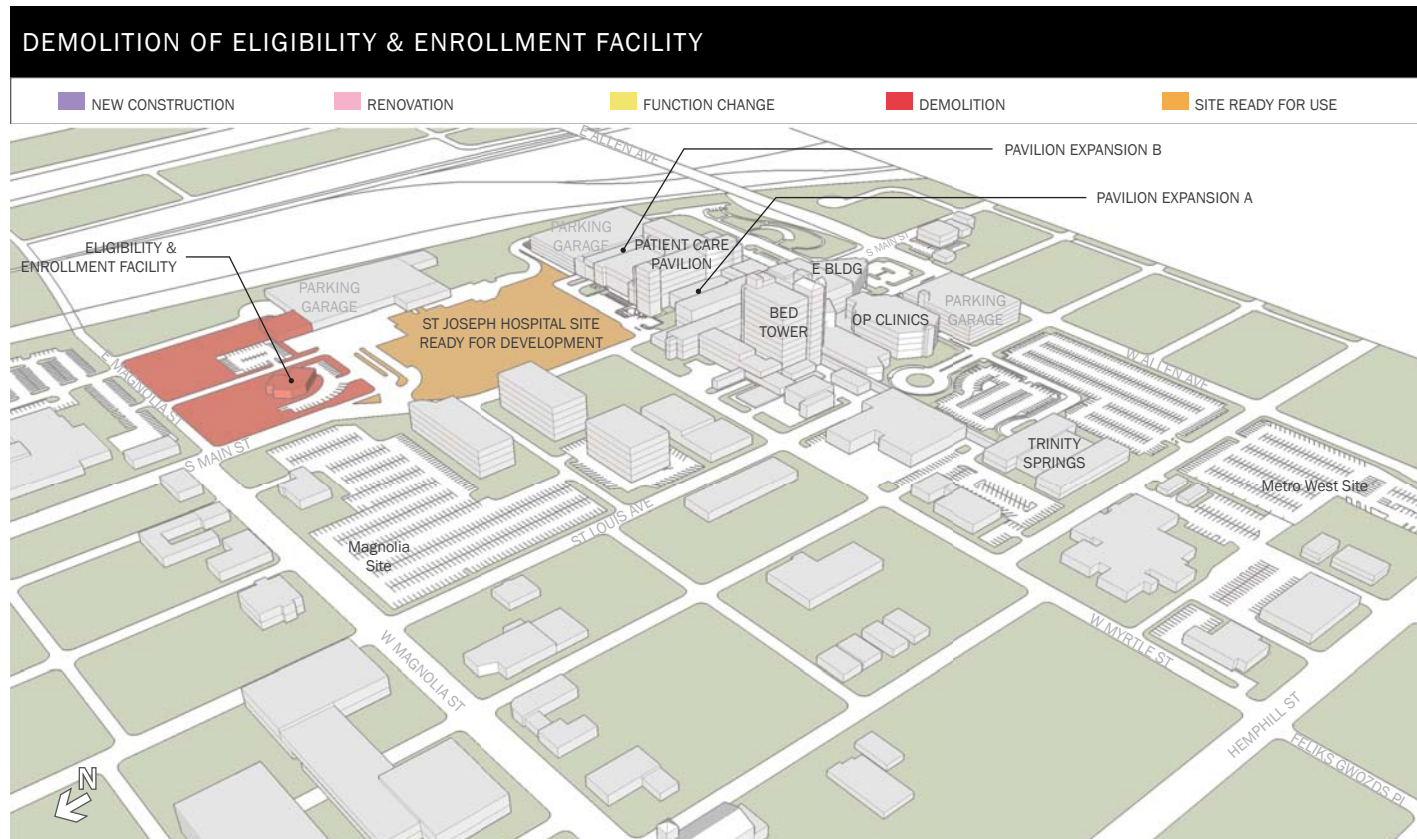 DEMOLITION OF ELIGIBILITY & ENROLLMENT FACILITY
NEW CONSTRUCTION
RENOVATION
FUNCTION CHANGE
DEMOLITION
SITE READY FOR USE
E ALLEN AVE
PAVILION EXPANSION B
PAVILION EXPANSION A
PARKING
GARAGE
PATIENT CARE
PAVILION
S MAIN ST
ELIGIBILITY &
ENROLLMENT FACILITY
E BLDG
PARKING
GARAGE
PARKING
GARAGE
BED
TOWER
OP CLINICS
ST JOSEPH HOSPITAL SITE
READY FOR DEVELOPMENT
E MAGNOLIA ST
W ALLEN AVE
S MAIN ST
TRINITY
SPRINGS
Metro West Site
ST LOUIS AVE
Magnolia
Site
W MAGNOLIA ST
W MYRTLE ST
HEMPHILL ST
FELIKS GWOZDS PL
N